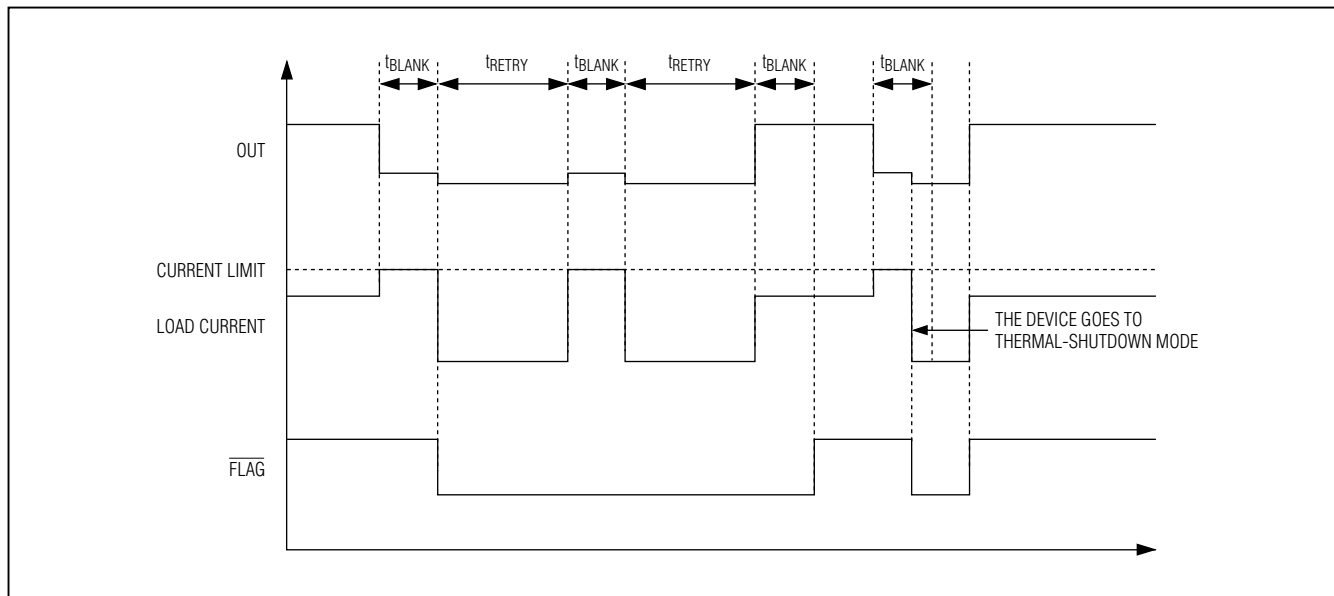 tBLANK tRETRY tBLANK tRETRY tBLANK tBLANK
OUT
CURRENT LIMIT
LOAD CURRENT
THE DEVICE GOES TO
THERMAL-SHUTDOWN MODE
FLAG